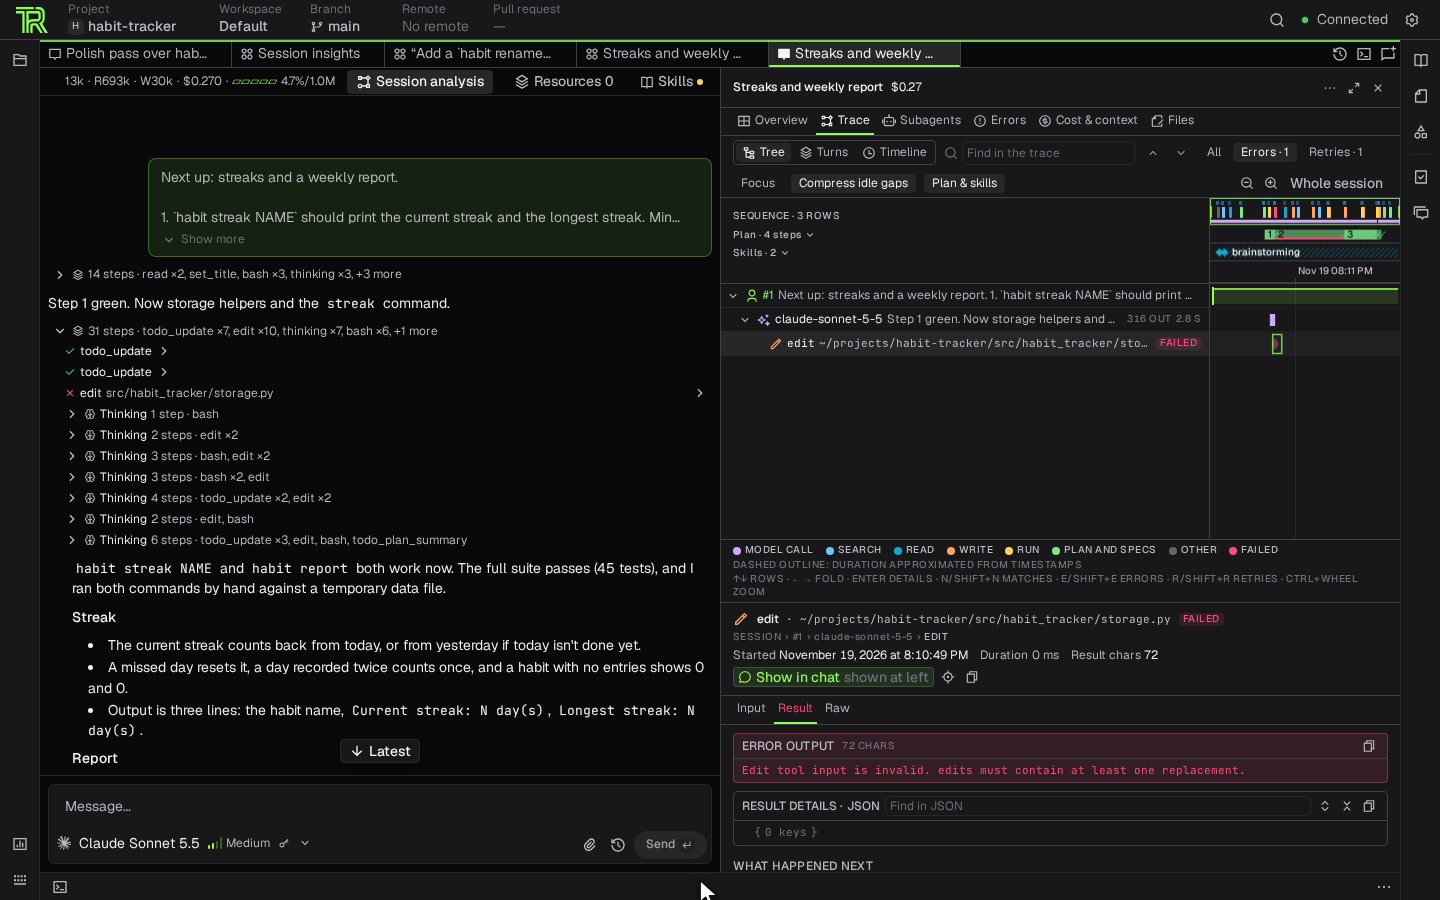 Project
H habit-tracker
Workspace
Default
Branch
main
Remote
No remote
Pull request
—
Connected
Polish pass over hab...
Session insights
“Add a `habit rename...
Streaks and weekly ...
Streaks and weekly ...
13k · R693k · W30k · $0.270 · 4.7%/1.0M
Session analysis
Resources 0
Skills
Next up: streaks and a weekly report.
1. `habit streak NAME` should print the current streak and the longest streak. Min...
Show more
14 steps · read ×2, set_title, bash ×3, thinking ×3, +3 more
Step 1 green. Now storage helpers and the streak command.
31 steps · todo_update ×7, edit ×10, thinking ×7, bash ×6, +1 more
todo_update
todo_update
edit src/habit_tracker/storage.py
Thinking 1 step · bash
Thinking 2 steps · edit ×2
Thinking 3 steps · bash, edit ×2
Thinking 3 steps · bash ×2, edit
Thinking 4 steps · todo_update ×2, edit ×2
Thinking 2 steps · edit, bash
Thinking 6 steps · todo_update ×3, edit, bash, todo_plan_summary
habit streak NAME and habit report both work now. The full suite passes (45 tests), and I
ran both commands by hand against a temporary data file.
Streak
• The current streak counts back from today, or from yesterday if today isn't done yet.
• A missed day resets it, a day recorded twice counts once, and a habit with no entries shows 0
and 0.
• Output is three lines: the habit name, Current streak: N day(s), Longest streak: N
day(s).
Report
Latest
Message...
Claude Sonnet 5.5
Medium
Send
Streaks and weekly report $0.27
Overview
Trace
Subagents
Errors
Cost & context
Files
Tree
Turns
Timeline
Find in the trace
All
Errors · 1
Retries · 1
Focus
Compress idle gaps
Plan & skills
Whole session
SEQUENCE · 3 ROWS
Plan · 4 steps
1 2 3
Skills · 2
brainstorming
Nov 19 08:11 PM
#1 Next up: streaks and a weekly report. 1. `habit streak NAME` should print ...
claude-sonnet-5-5 Step 1 green. Now storage helpers and ... 316 OUT 2.8 S
edit ~/projects/habit-tracker/src/habit_tracker/sto... FAILED
MODEL CALL SEARCH READ WRITE RUN PLAN AND SPECS OTHER FAILED
DASHED OUTLINE: DURATION APPROXIMATED FROM TIMESTAMPS
↑↓ ROWS · ← → FOLD · ENTER DETAILS · N/SHIFT+N MATCHES · E/SHIFT+E ERRORS · R/SHIFT+R RETRIES · CTRL+WHEEL
ZOOM
edit · ~/projects/habit-tracker/src/habit_tracker/storage.py FAILED
SESSION › #1 › claude-sonnet-5-5 › EDIT
Started November 19, 2026 at 8:10:49 PM Duration 0 ms Result chars 72
Show in chat shown at left
Input
Result
Raw
ERROR OUTPUT 72 CHARS
Edit tool input is invalid. edits must contain at least one replacement.
RESULT DETAILS · JSON
Find in JSON
{ 0 keys }
WHAT HAPPENED NEXT